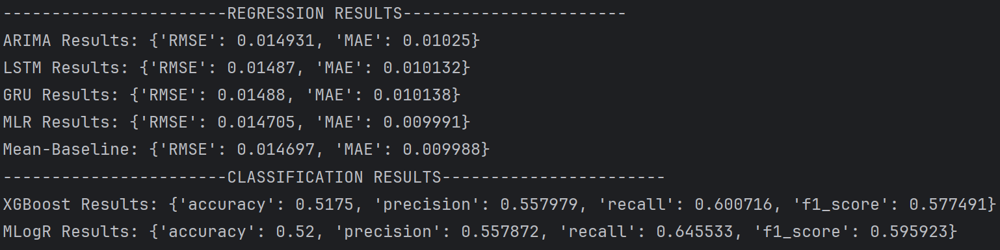 -----------------------REGRESSION RESULTS-----------------------
ARIMA Results: {'RMSE': 0.014931, 'MAE': 0.01025}
LSTM Results: {'RMSE': 0.01487, 'MAE': 0.010132}
GRU Results: {'RMSE': 0.01488, 'MAE': 0.010138}
MLR Results: {'RMSE': 0.014705, 'MAE': 0.009991}
Mean-Baseline: {'RMSE': 0.014697, 'MAE': 0.009988}
-----------------------CLASSIFICATION RESULTS-----------------------
XGBoost Results: {'accuracy': 0.5175, 'precision': 0.557979, 'recall': 0.600716, 'f1_score': 0.577491}
MLogR Results: {'accuracy': 0.52, 'precision': 0.557872, 'recall': 0.645533, 'f1_score': 0.595923}